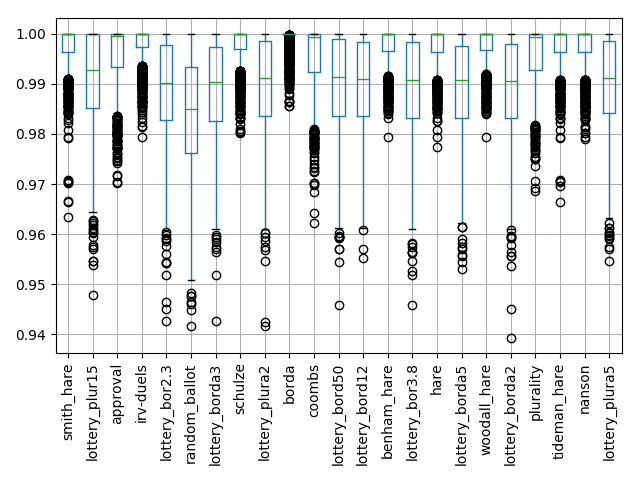 1.00
0.99
0.98
0.97
0.96
0.95
0.94
smith_hare
lottery_plur15
approval
irv-duels
lottery_bor2.3
random_ballot
lottery_borda3
schulze
lottery_plura2
borda
coombs
lottery_bord50
lottery_bord12
benham_hare
lottery_bor3.8
hare
lottery_borda5
woodall_hare
lottery_borda2
plurality
tideman_hare
nanson
lottery_plura5